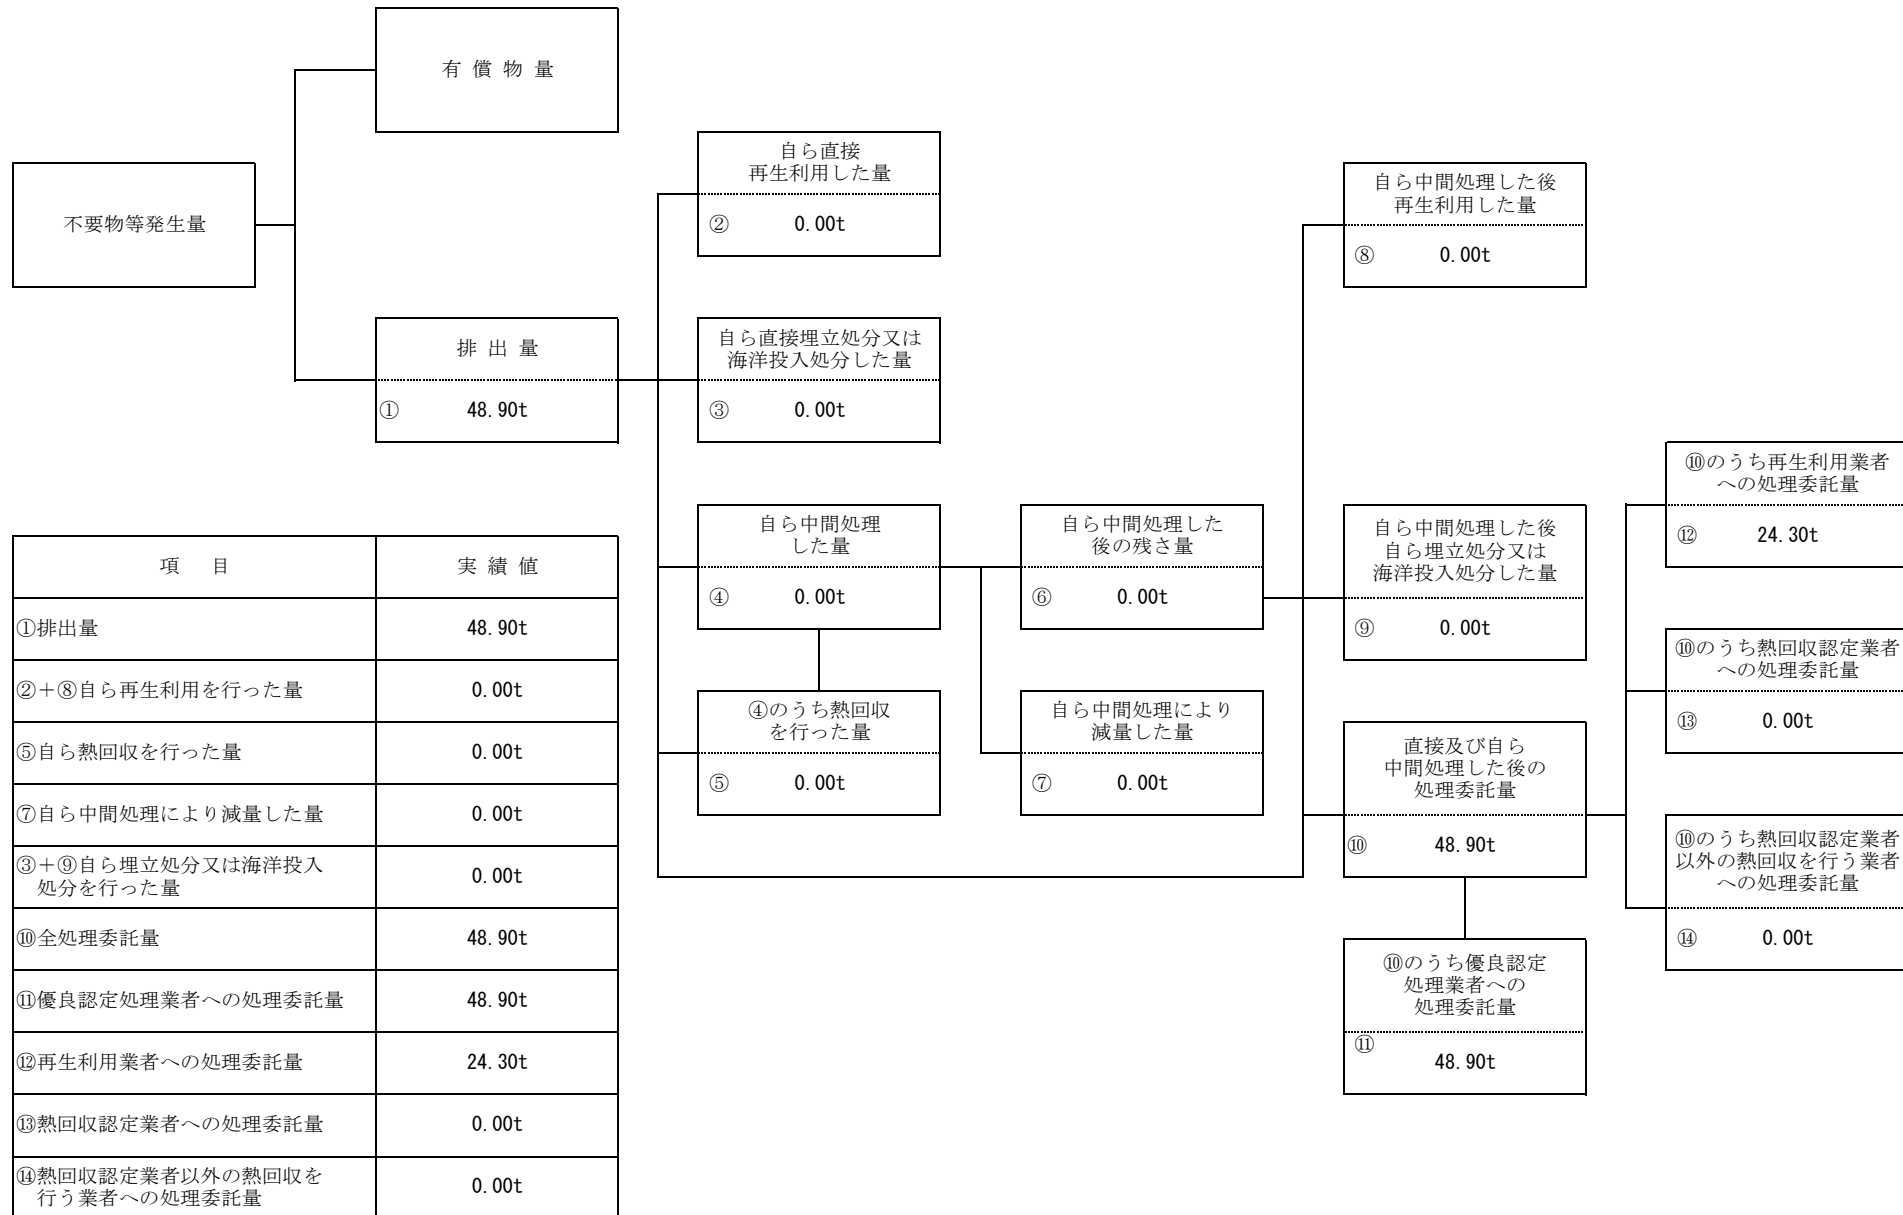 有 償 物 量
不要物等発生量
排 出 量
① 48.90t
自ら直接
再生利用した量
② 0.00t
自ら直接埋立処分又は
海洋投入処分した量
③ 0.00t
自ら中間処理
した量
④ 0.00t
④のうち熱回収
を行った量
⑤ 0.00t
自ら中間処理した
後の残さ量
⑥ 0.00t
自ら中間処理により
減量した量
⑦ 0.00t
自ら中間処理した後
再生利用した量
⑧ 0.00t
自ら中間処理した後
自ら埋立処分又は
海洋投入処分した量
⑨ 0.00t
直接及び自ら
中間処理した後の
処理委託量
⑩ 48.90t
⑩のうち優良認定
処理業者への
処理委託量
⑪
48.90t
⑩のうち再生利用業者
への処理委託量
⑫ 24.30t
⑩のうち熱回収認定業者
への処理委託量
⑬ 0.00t
⑩のうち熱回収認定業者
以外の熱回収を行う業者
への処理委託量
⑭ 0.00t
項 目 実 績 値
①排出量 48.90t
②＋⑧自ら再生利用を行った量 0.00t
⑤自ら熱回収を行った量 0.00t
⑦自ら中間処理により減量した量 0.00t
③＋⑨自ら埋立処分又は海洋投入
処分を行った量 0.00t
⑩全処理委託量 48.90t
⑪優良認定処理業者への処理委託量 48.90t
⑫再生利用業者への処理委託量 24.30t
⑬熱回収認定業者への処理委託量 0.00t
⑭熱回収認定業者以外の熱回収を
行う業者への処理委託量 0.00t